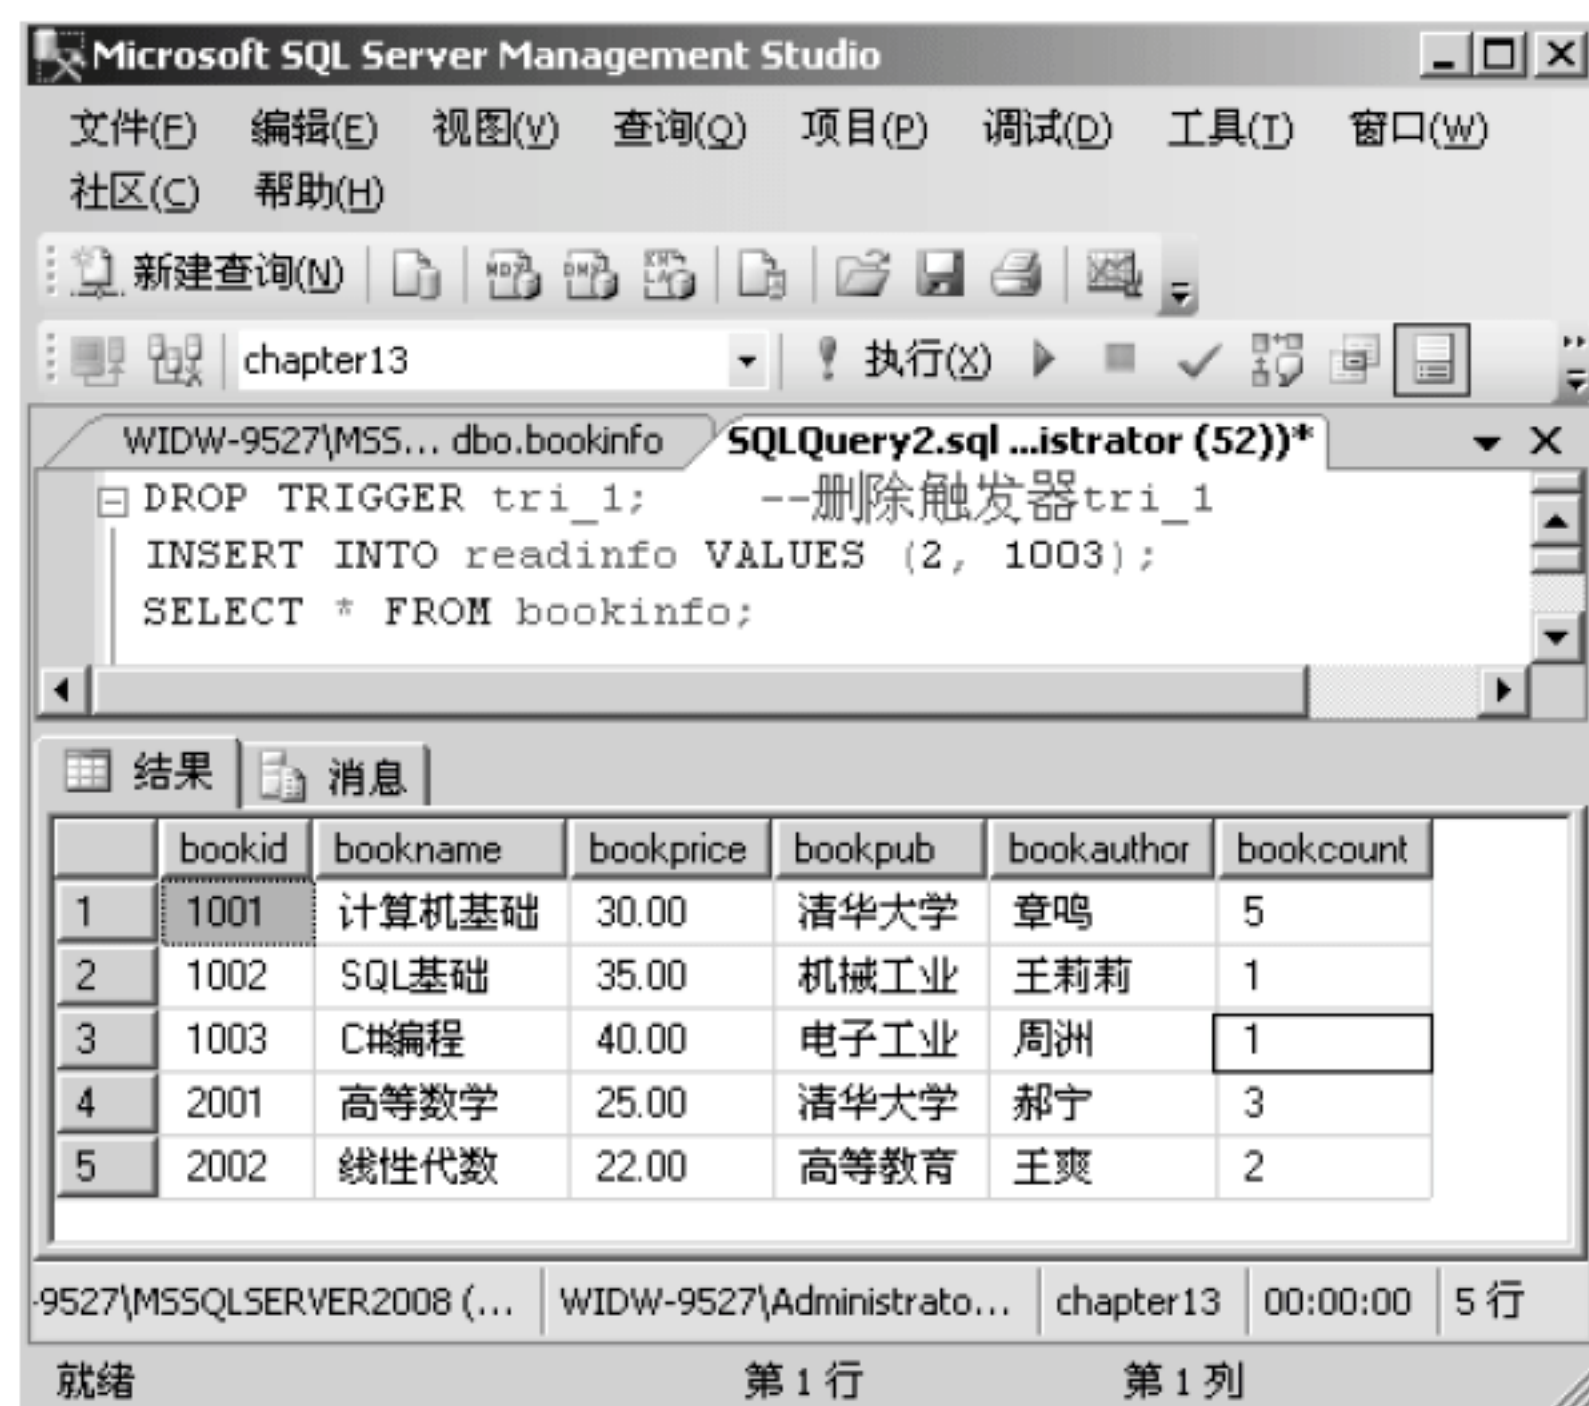 Microsoft SQL Server Management Studio
文件(F) 编辑(E) 视图(V) 查询(Q) 项目(P) 调试(D) 工具(T) 窗口(W)
社区(C) 帮助(H)
新建查询(N)
chapter13 执行(X)
WIDW-9527\MSS... dbo.bookinfo SQLQuery2.sql ...istrator (52))*
DROP TRIGGER tri_1; --删除触发器tri_1
INSERT INTO readinfo VALUES (2, 1003);
SELECT * FROM bookinfo;
结果 消息
bookid bookname bookprice bookpub bookauthor bookcount
1 1001 计算机基础 30.00 清华大学 章鸣 5
2 1002 SQL基础 35.00 机械工业 王莉莉 1
3 1003 C#编程 40.00 电子工业 周洲 1
4 2001 高等数学 25.00 清华大学 郝宁 3
5 2002 线性代数 22.00 高等教育 王爽 2
-9527\MSSQLSERVER2008 (... WIDW-9527\Administrato... chapter13 00:00:00 5 行
就绪 第 1 行 第 1 列